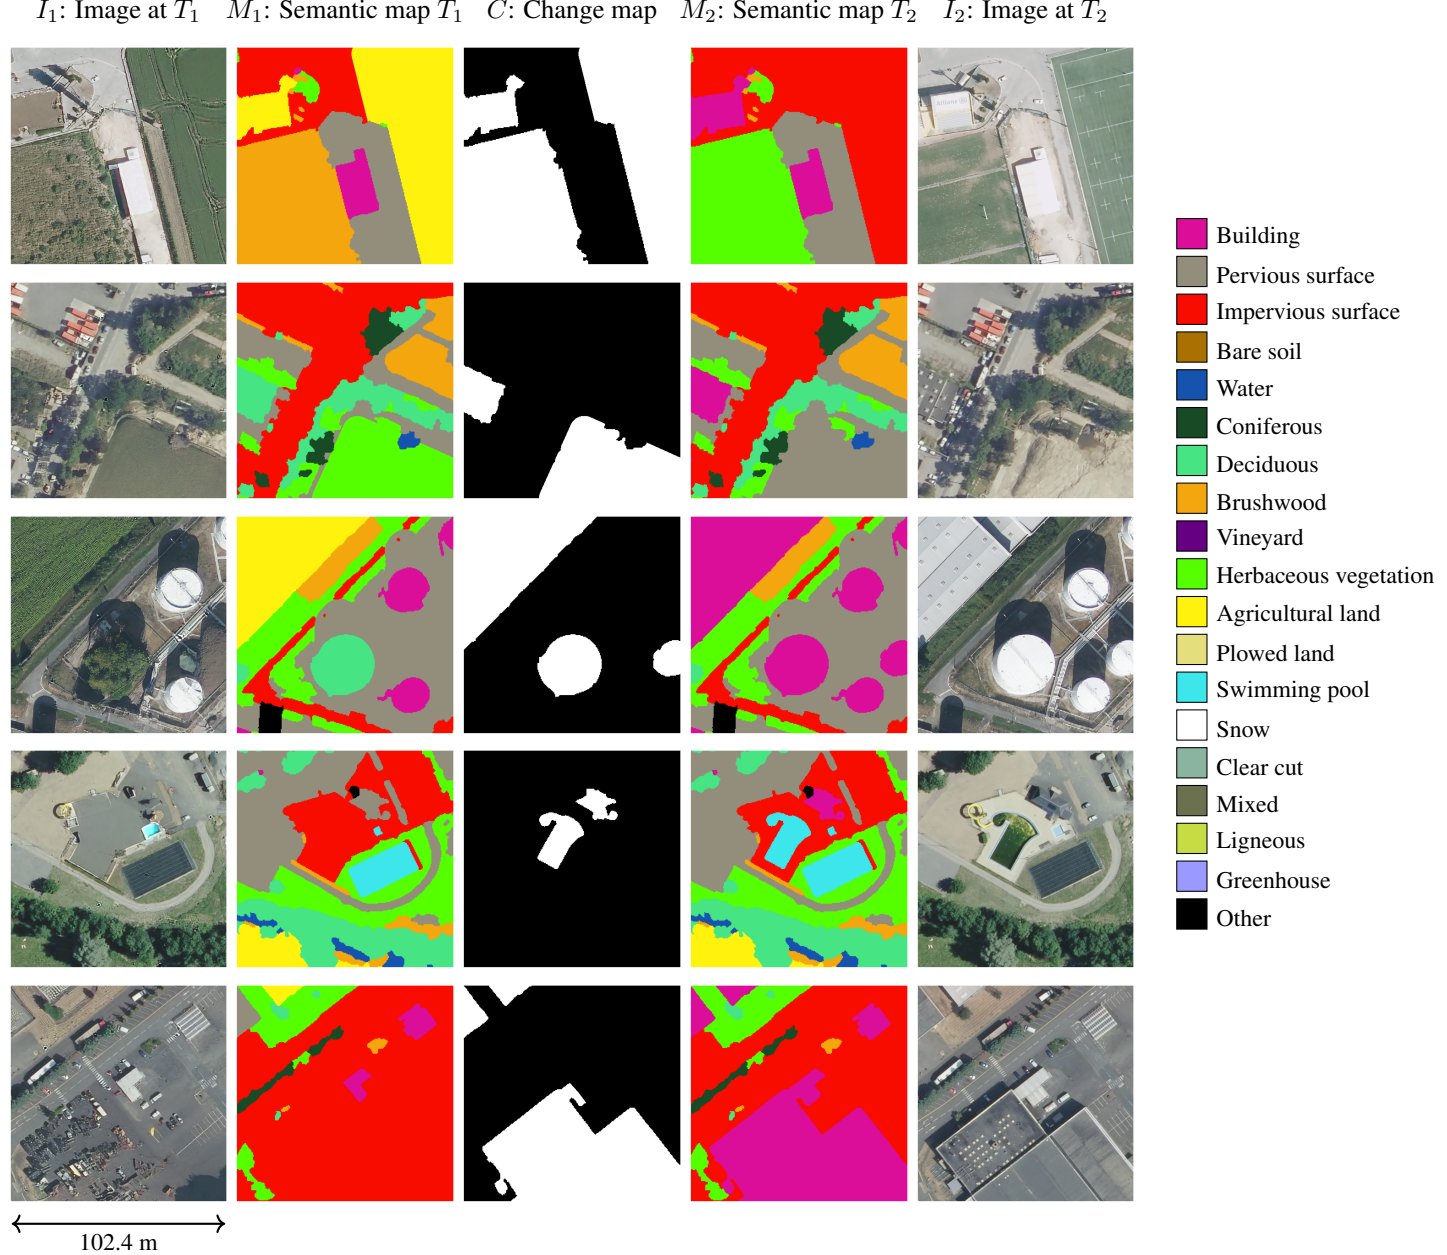 I₁: Image at T₁ M₁: Semantic map T₁ C: Change map M₂: Semantic map T₂ I₂: Image at T₂
Building
Pervious surface
Impervious surface
Bare soil
Water
Coniferous
Deciduous
Brushwood
Vineyard
Herbaceous vegetation
Agricultural land
Plowed land
Swimming pool
Snow
Clear cut
Mixed
Ligneous
Greenhouse
Other
102.4 m